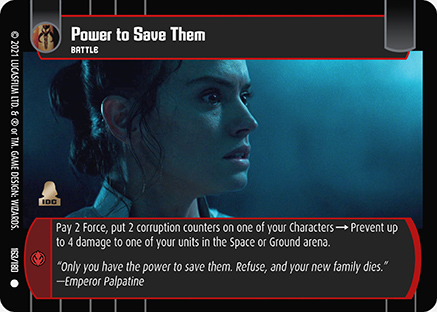 Power to Save Them
BATTLE
100
Pay 2 Force, put 2 corruption counters on one of your Characters → Prevent up
to 4 damage to one of your units in the Space or Ground arena.
"Only you have the power to save them. Refuse, and your new family dies."
—Emperor Palpatine
©2021 LUCASFILM LTD. & ® or TM. GAME DESIGN: WIZARDS. 163/180